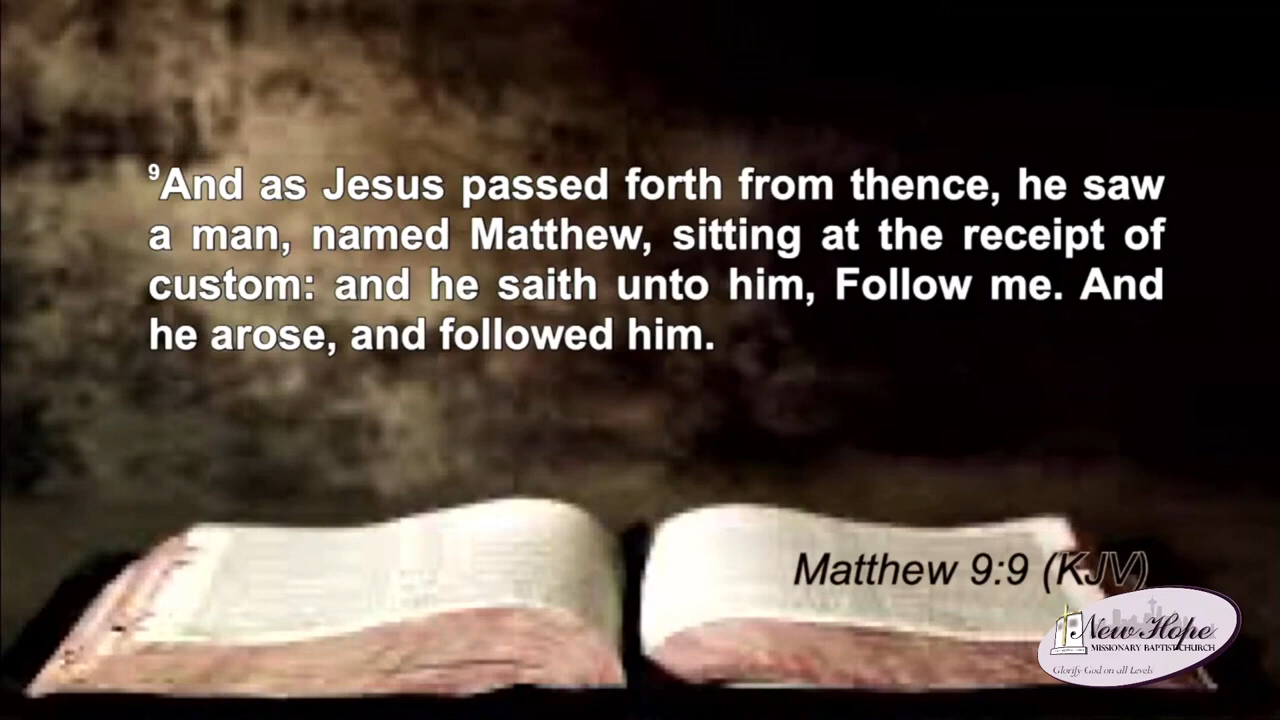 ⁹And as Jesus passed forth from thence, he saw
a man, named Matthew, sitting at the receipt of
custom: and he saith unto him, Follow me. And
he arose, and followed him.
Matthew 9:9 (KJV)
New Hope
MISSIONARY BAPTIST CHURCH
Glorify God on all Levels